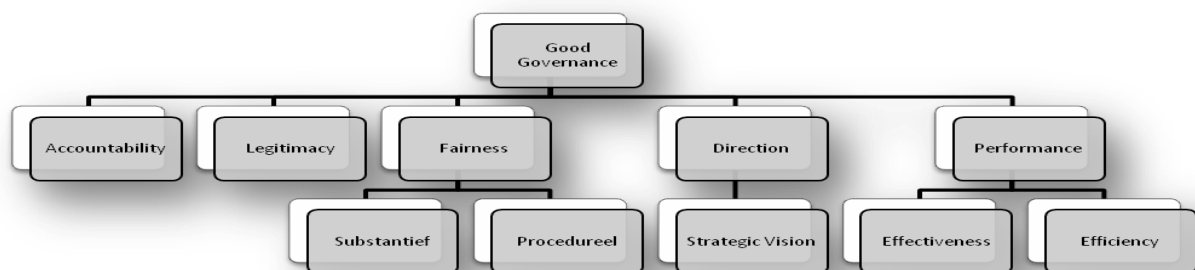 Good
Governance
Accountability
Legitimacy
Fairness
Direction
Performance
Substantief
Procedureel
Strategic Vision
Effectiveness
Efficiency